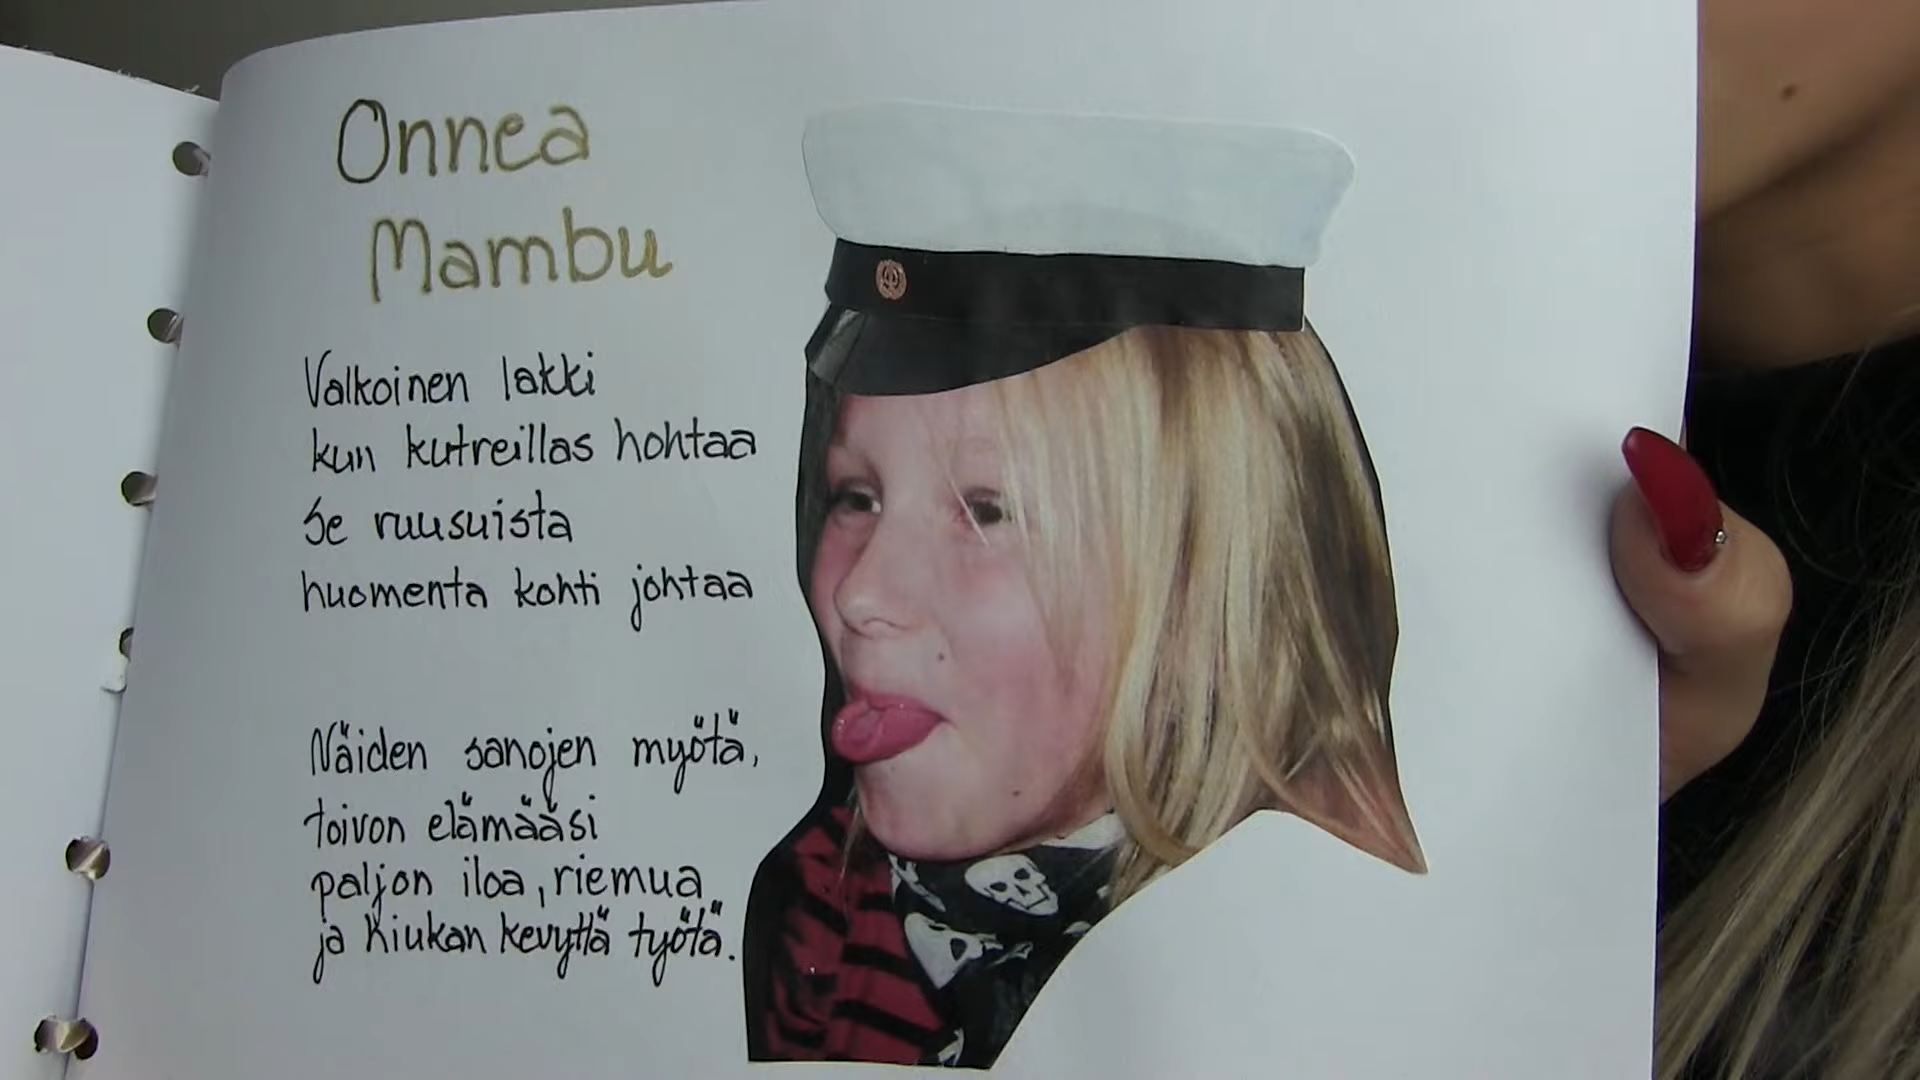 Onnea
Mambu
Valkoinen lakki
kun kutreillas hohtaa
Se ruusuista
huomenta kohti johtaa
Näiden sanojen myötä,
toivon elämääsi
paljon iloa, riemua
ja hiukan kevyttä työtä.